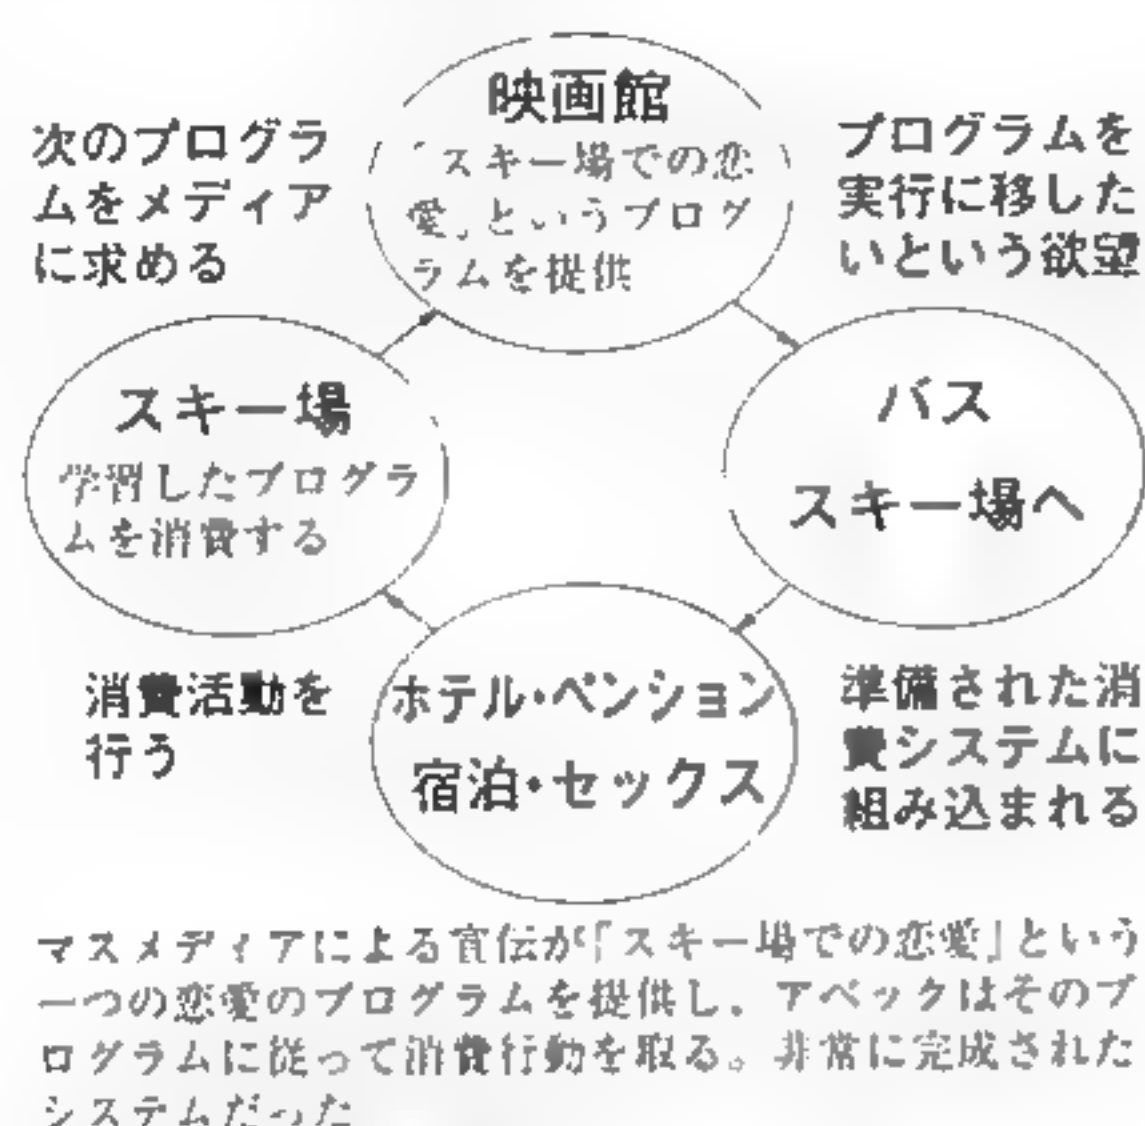 映画館
「スキー場での恋
愛」というプログ
ラムを提供
プログラムを
実行に移した
いという欲望
バス
スキー場へ
準備された消
費システムに
組み込まれる
ホテル・ペンション
宿泊・セックス
消費活動を
行う
スキー場
学習したプログラ
ムを消費する
次のプログラ
ムをメディア
に求める
マスメディアによる宣伝が「スキー場での恋愛」という
一つの恋愛のプログラムを提供し、アベックはそのプ
ログラムに従って消費行動を取る。非常に完成された
システムだった